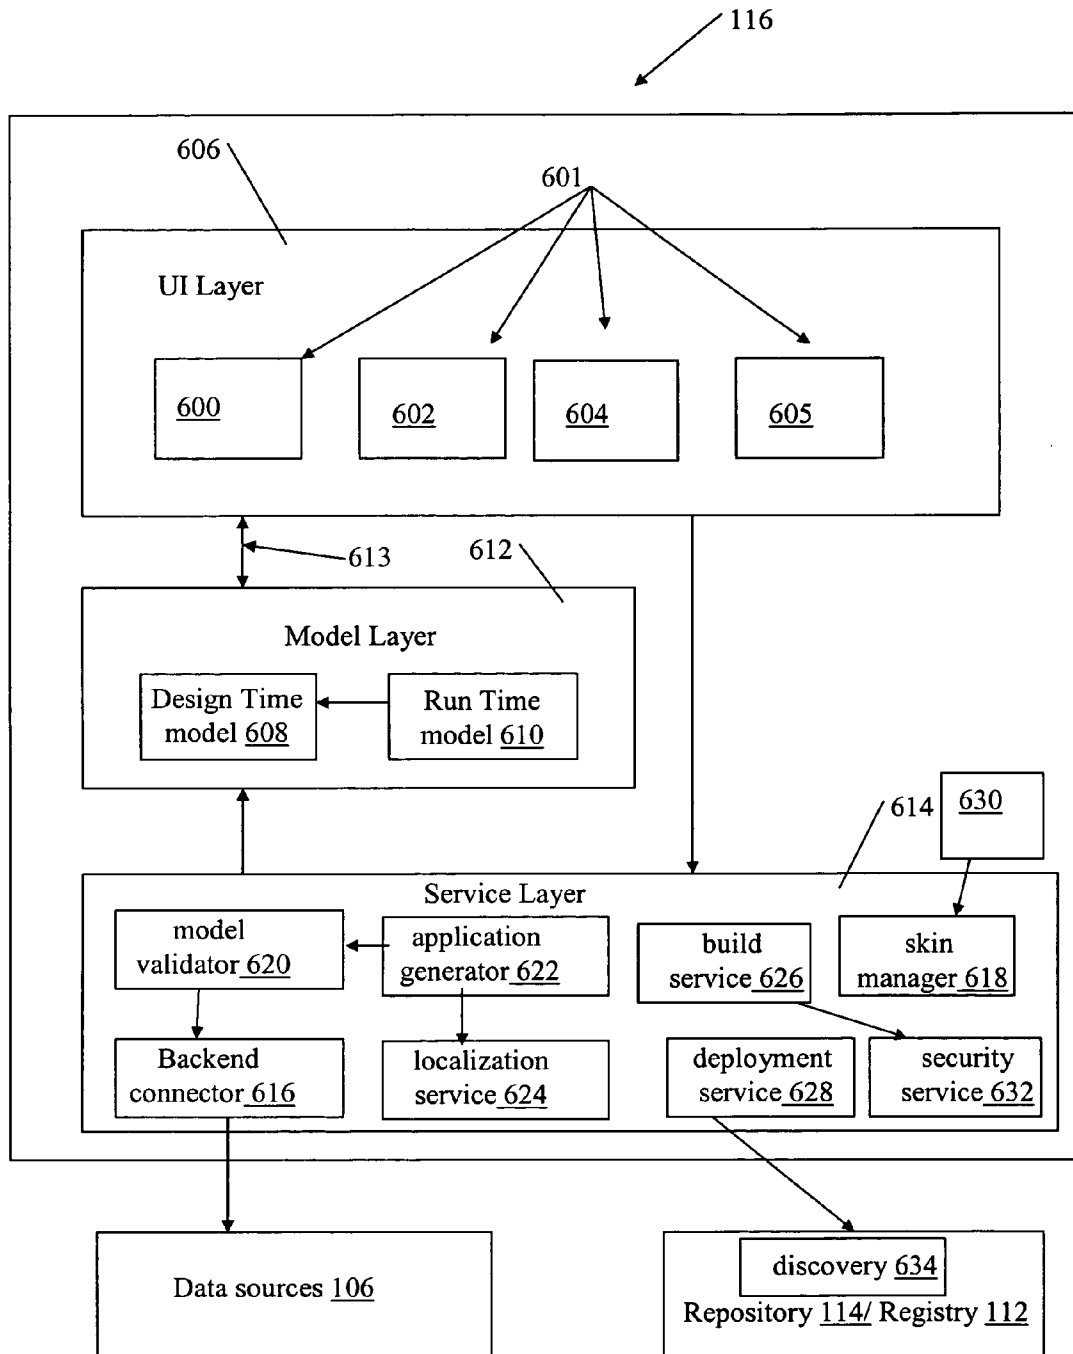 116
606
601
UI Layer
600
602
604
605
613
612
Model Layer
Design Time
model 608
Run Time
model 610
614
630
Service Layer
model
validator 620
application
generator 622
build
service 626
skin
manager 618
Backend
connector 616
localization
service 624
deployment
service 628
security
service 632
Data sources 106
discovery 634
Repository 114/ Registry 112